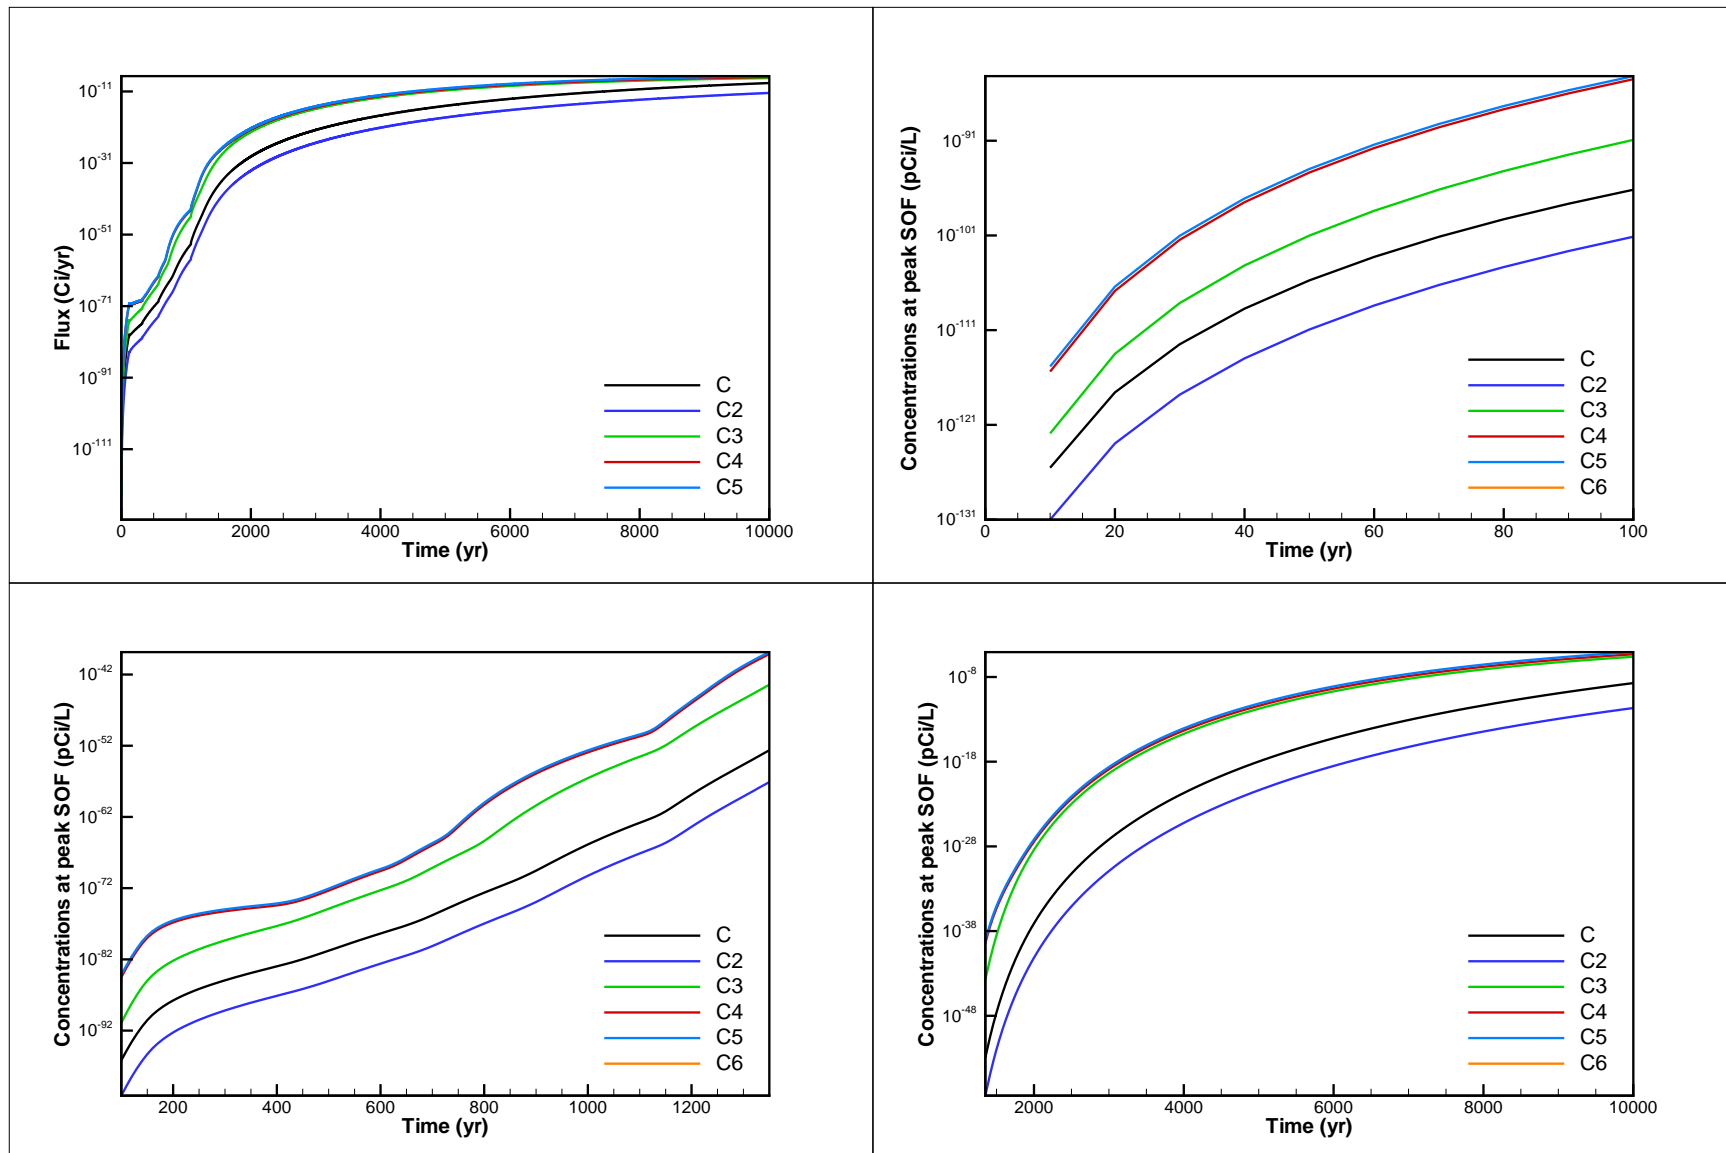 Flux (Ci/yr)
10^-11
10^-31
10^-51
10^-71
10^-91
10^-111
C
C2
C3
C4
C5
0 2000 4000 6000 8000 10000
Time (yr)
Concentrations at peak SOF (pCi/L)
10^-91
10^-101
10^-111
10^-121
10^-131
C
C2
C3
C4
C5
C6
0 20 40 60 80 100
Time (yr)
Concentrations at peak SOF (pCi/L)
10^-42
10^-52
10^-62
10^-72
10^-82
10^-92
C
C2
C3
C4
C5
C6
200 400 600 800 1000 1200
Time (yr)
Concentrations at peak SOF (pCi/L)
10^-8
10^-18
10^-28
10^-38
10^-48
C
C2
C3
C4
C5
C6
2000 4000 6000 8000 10000
Time (yr)